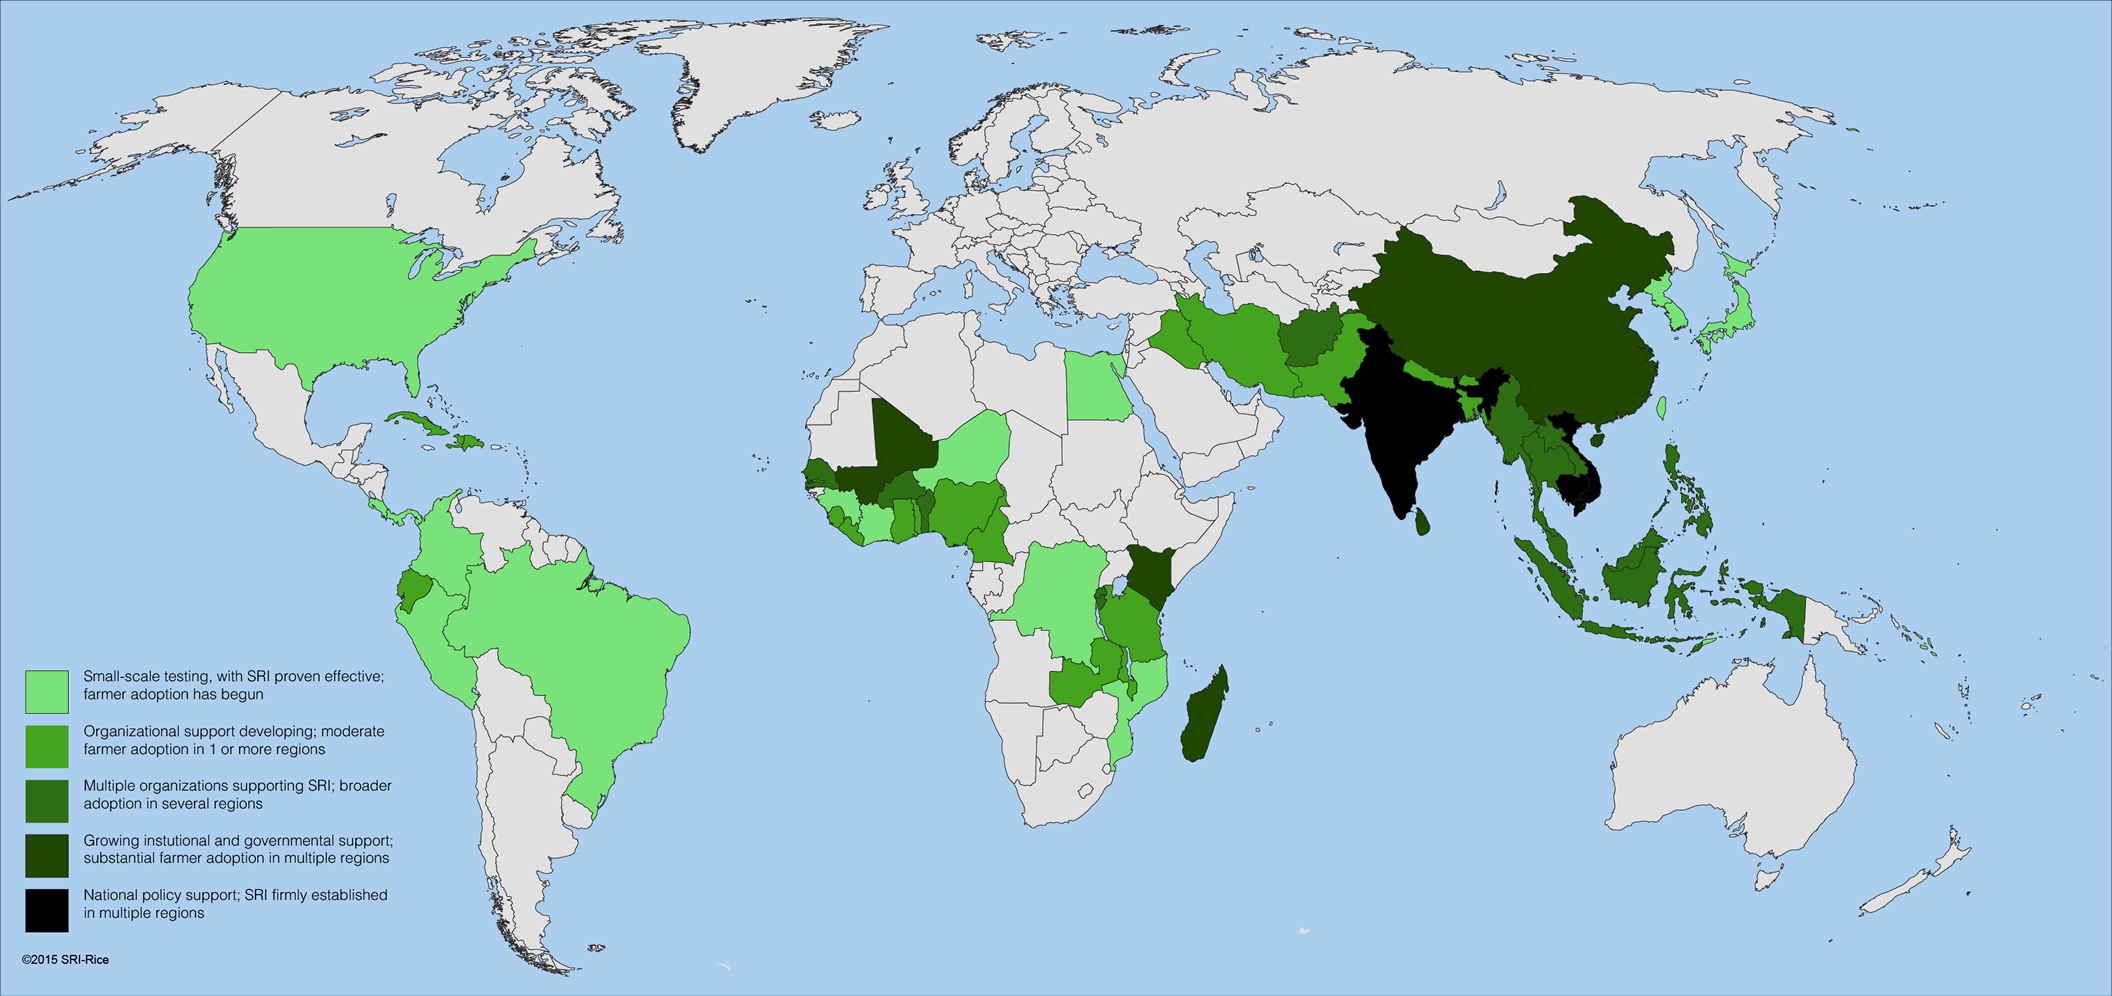 Small-scale testing, with SRI proven effective;
farmer adoption has begun
Organizational support developing; moderate
farmer adoption in 1 or more regions
Multiple organizations supporting SRI; broader
adoption in several regions
Growing instutional and governmental support;
substantial farmer adoption in multiple regions
National policy support; SRI firmly established
in multiple regions
©2015 SRI-Rice